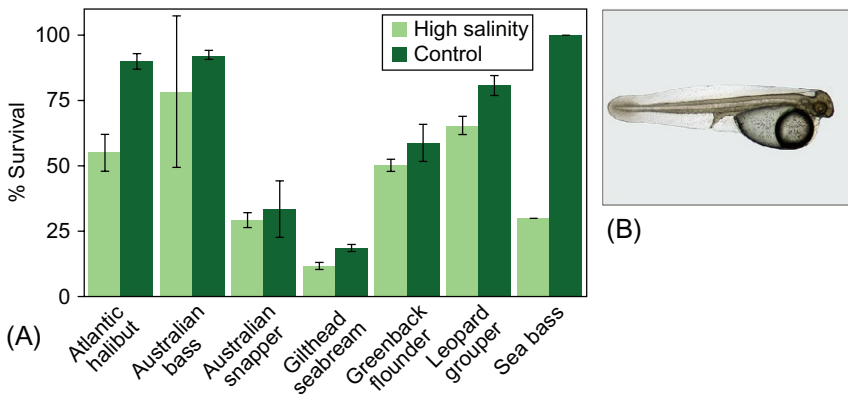 % Survival
100
75
50
25
0
High salinity
Control
Atlantic
halibut
Australian
bass
Australian
snapper
Gilthead
seabream
Greenback
flounder
Leopard
grouper
Sea bass
(A)
(B)